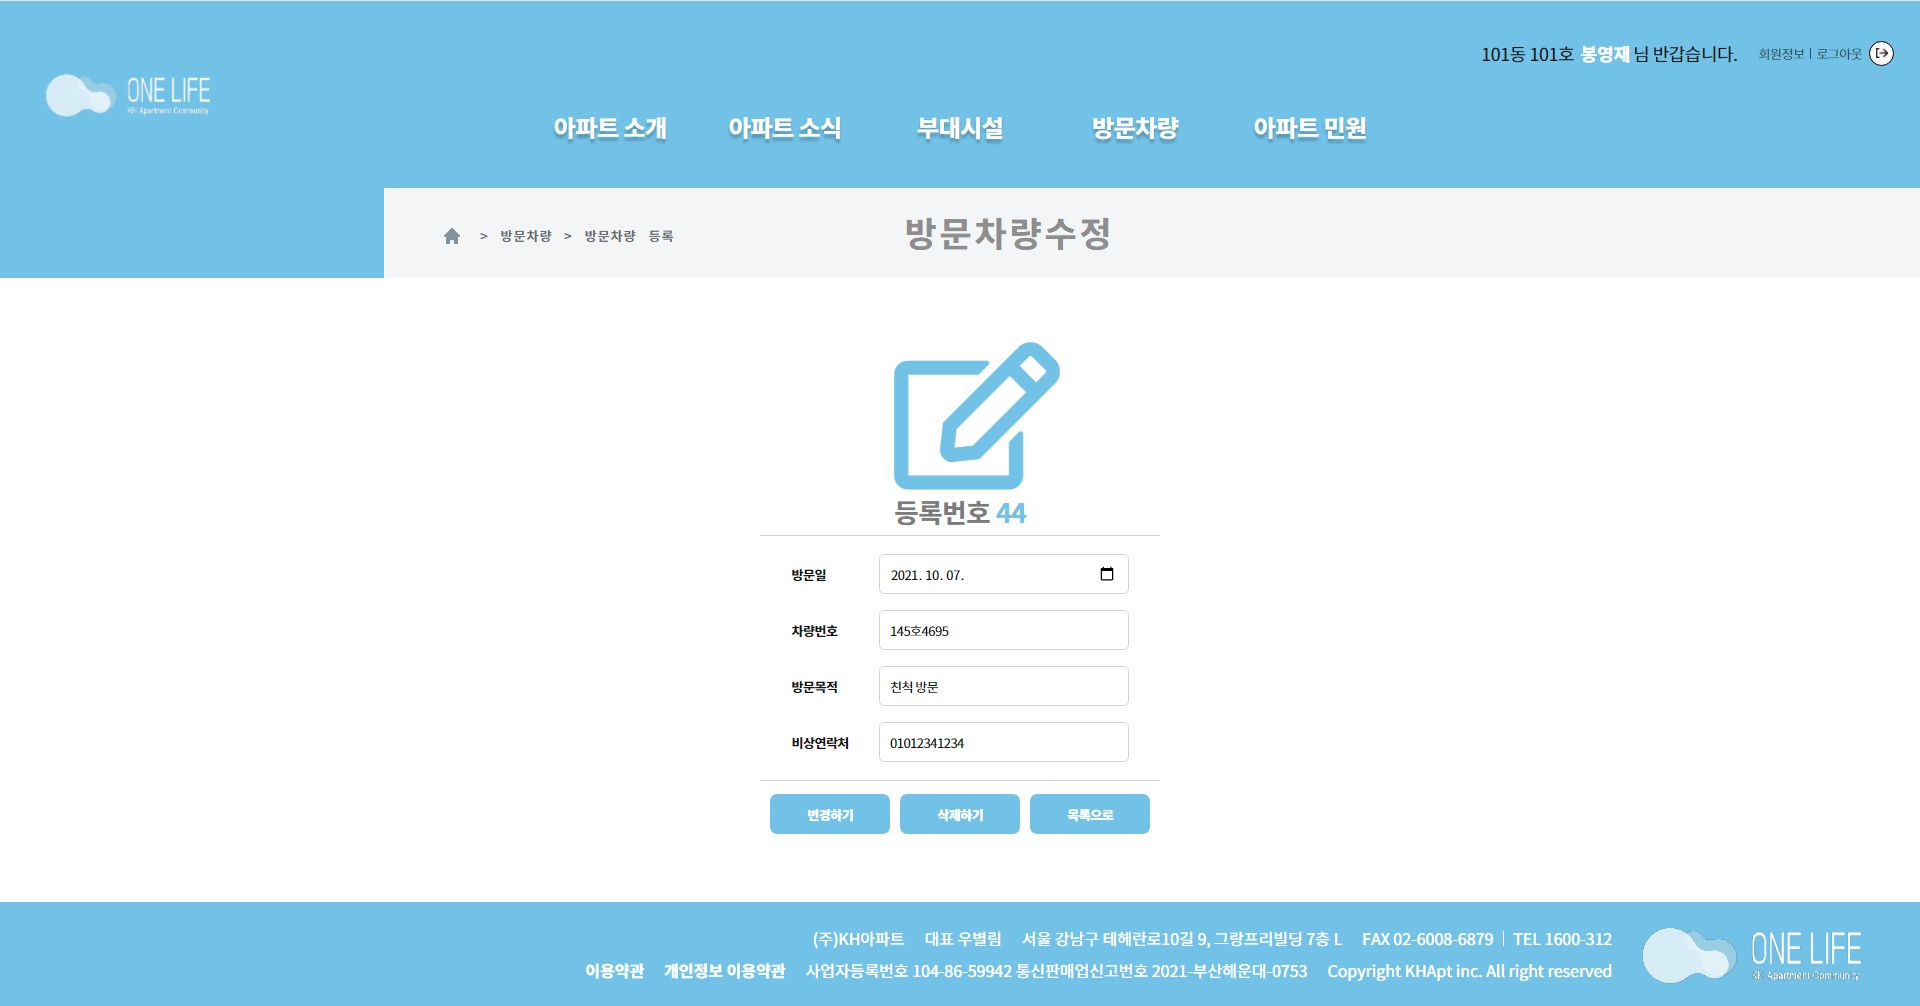 101동 101호 봉영재 님 반갑습니다. 회원정보 | 로그아웃
ONE LIFE
KH Apartment Community
아파트 소개 아파트 소식 부대시설 방문차량 아파트 민원
> 방문차량 > 방문차량 등록
방문차량수정
등록번호 44
방문일 2021. 10. 07.
차량번호 145호4695
방문목적 친척 방문
비상연락처 01012341234
변경하기 삭제하기 목록으로
(주)KH아파트 대표 우별림 서울 강남구 테헤란로10길 9, 그랑프리빌딩 7층 L FAX 02-6008-6879 | TEL 1600-312
이용약관 개인정보 이용약관 사업자등록번호 104-86-59942 통신판매업신고번호 2021-부산해운대-0753 Copyright KHApt inc. All right reserved
ONE LIFE
KH Apartment Community